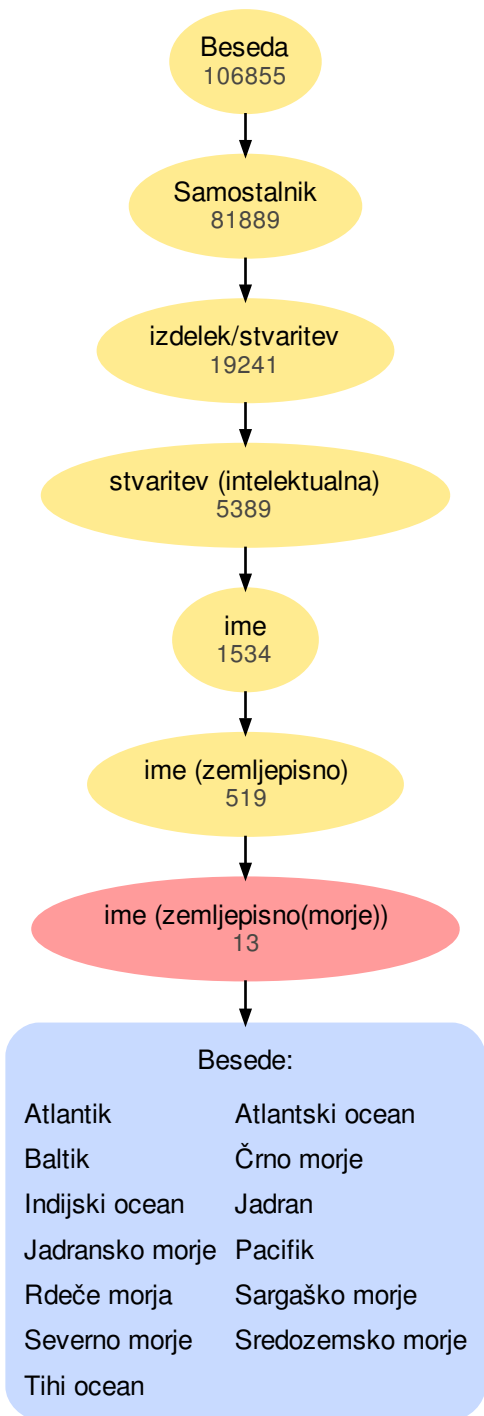 Beseda
106855
Samostalnik
81889
izdelek/stvaritev
19241
stvaritev (intelektualna)
5389
ime
1534
ime (zemljepisno)
519
ime (zemljepisno(morje))
13
Besede:
Atlantik Atlantski ocean
Baltik Črno morje
Indijski ocean Jadran
Jadransko morje Pacifik
Rdeče morja Sargaško morje
Severno morje Sredozemsko morje
Tihi ocean